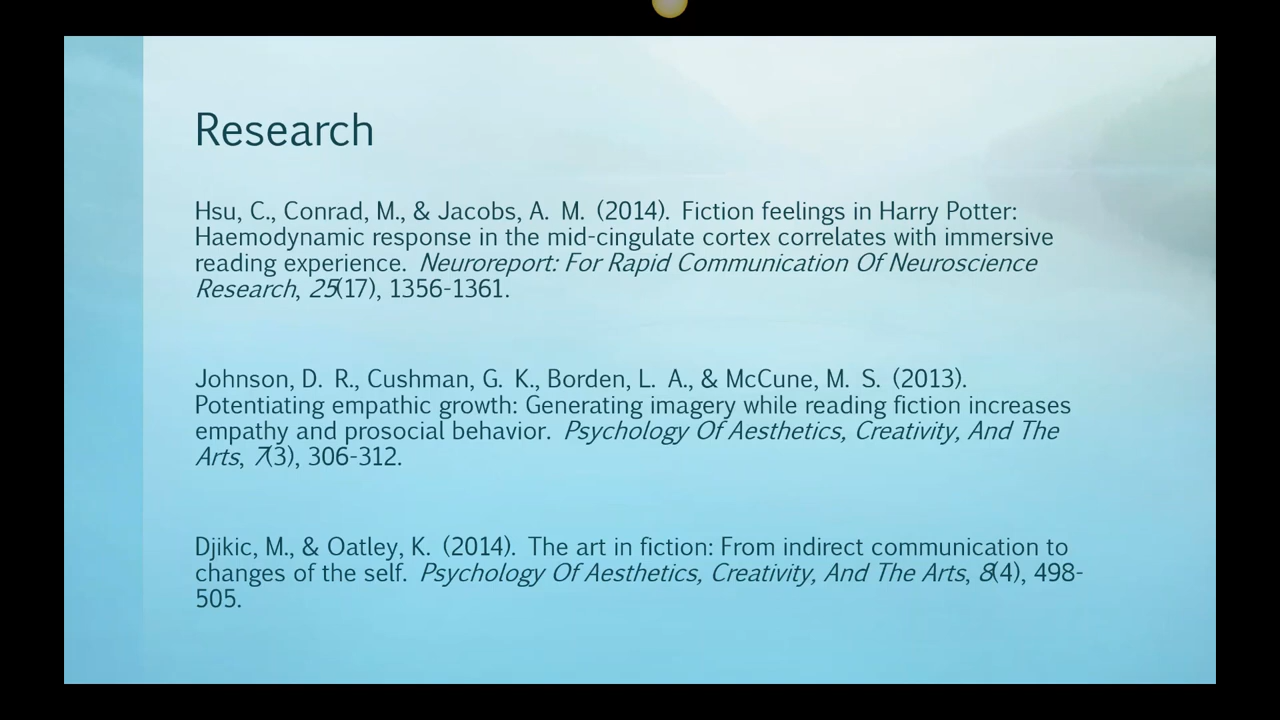 Research
Hsu, C., Conrad, M., & Jacobs, A. M. (2014). Fiction feelings in Harry Potter:
Haemodynamic response in the mid-cingulate cortex correlates with immersive
reading experience. Neuroreport: For Rapid Communication Of Neuroscience
Research, 25(17), 1356-1361.
Johnson, D. R., Cushman, G. K., Borden, L. A., & McCune, M. S. (2013).
Potentiating empathic growth: Generating imagery while reading fiction increases
empathy and prosocial behavior. Psychology Of Aesthetics, Creativity, And The
Arts, 7(3), 306-312.
Djikic, M., & Oatley, K. (2014). The art in fiction: From indirect communication to
changes of the self. Psychology Of Aesthetics, Creativity, And The Arts, 8(4), 498-
505.